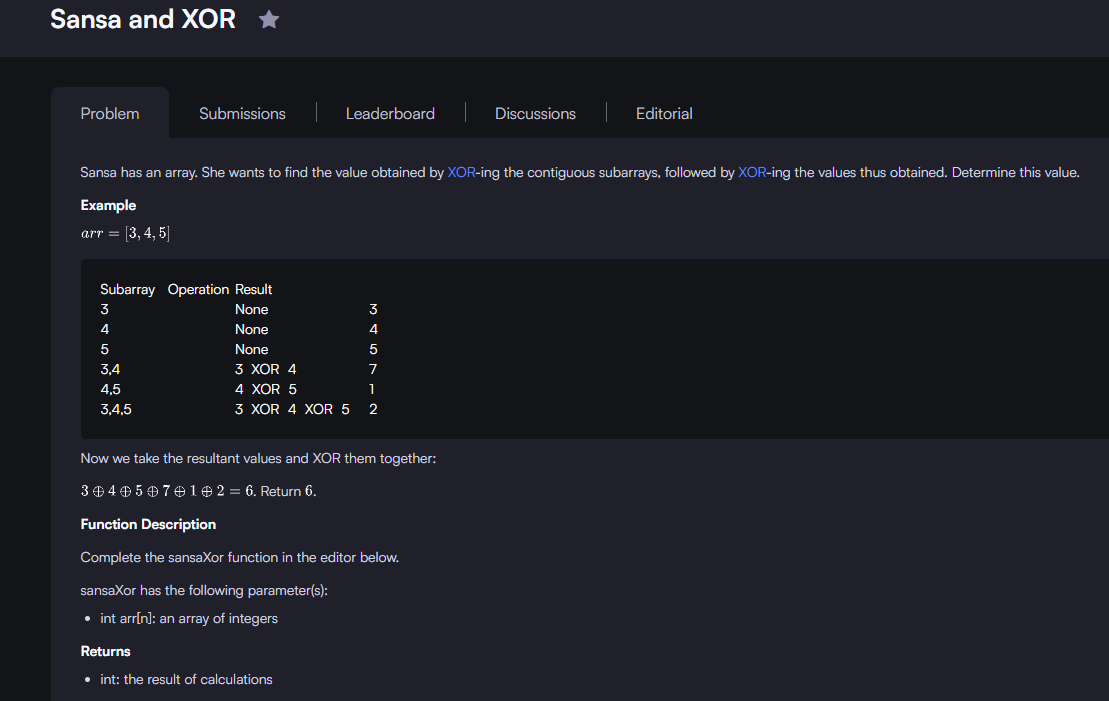 Sansa and XOR
Problem
Submissions
Leaderboard
Discussions
Editorial
Sansa has an array. She wants to find the value obtained by XOR-ing the contiguous subarrays, followed by XOR-ing the values thus obtained. Determine this value.
Example
arr = [3, 4, 5]
Subarray Operation Result
3 None 3
4 None 4
5 None 5
3,4 3 XOR 4 7
4,5 4 XOR 5 1
3,4,5 3 XOR 4 XOR 5 2
Now we take the resultant values and XOR them together:
3 ⊕ 4 ⊕ 5 ⊕ 7 ⊕ 1 ⊕ 2 = 6. Return 6.
Function Description
Complete the sansaXor function in the editor below.
sansaXor has the following parameter(s):
• int arr[n]: an array of integers
Returns
• int: the result of calculations